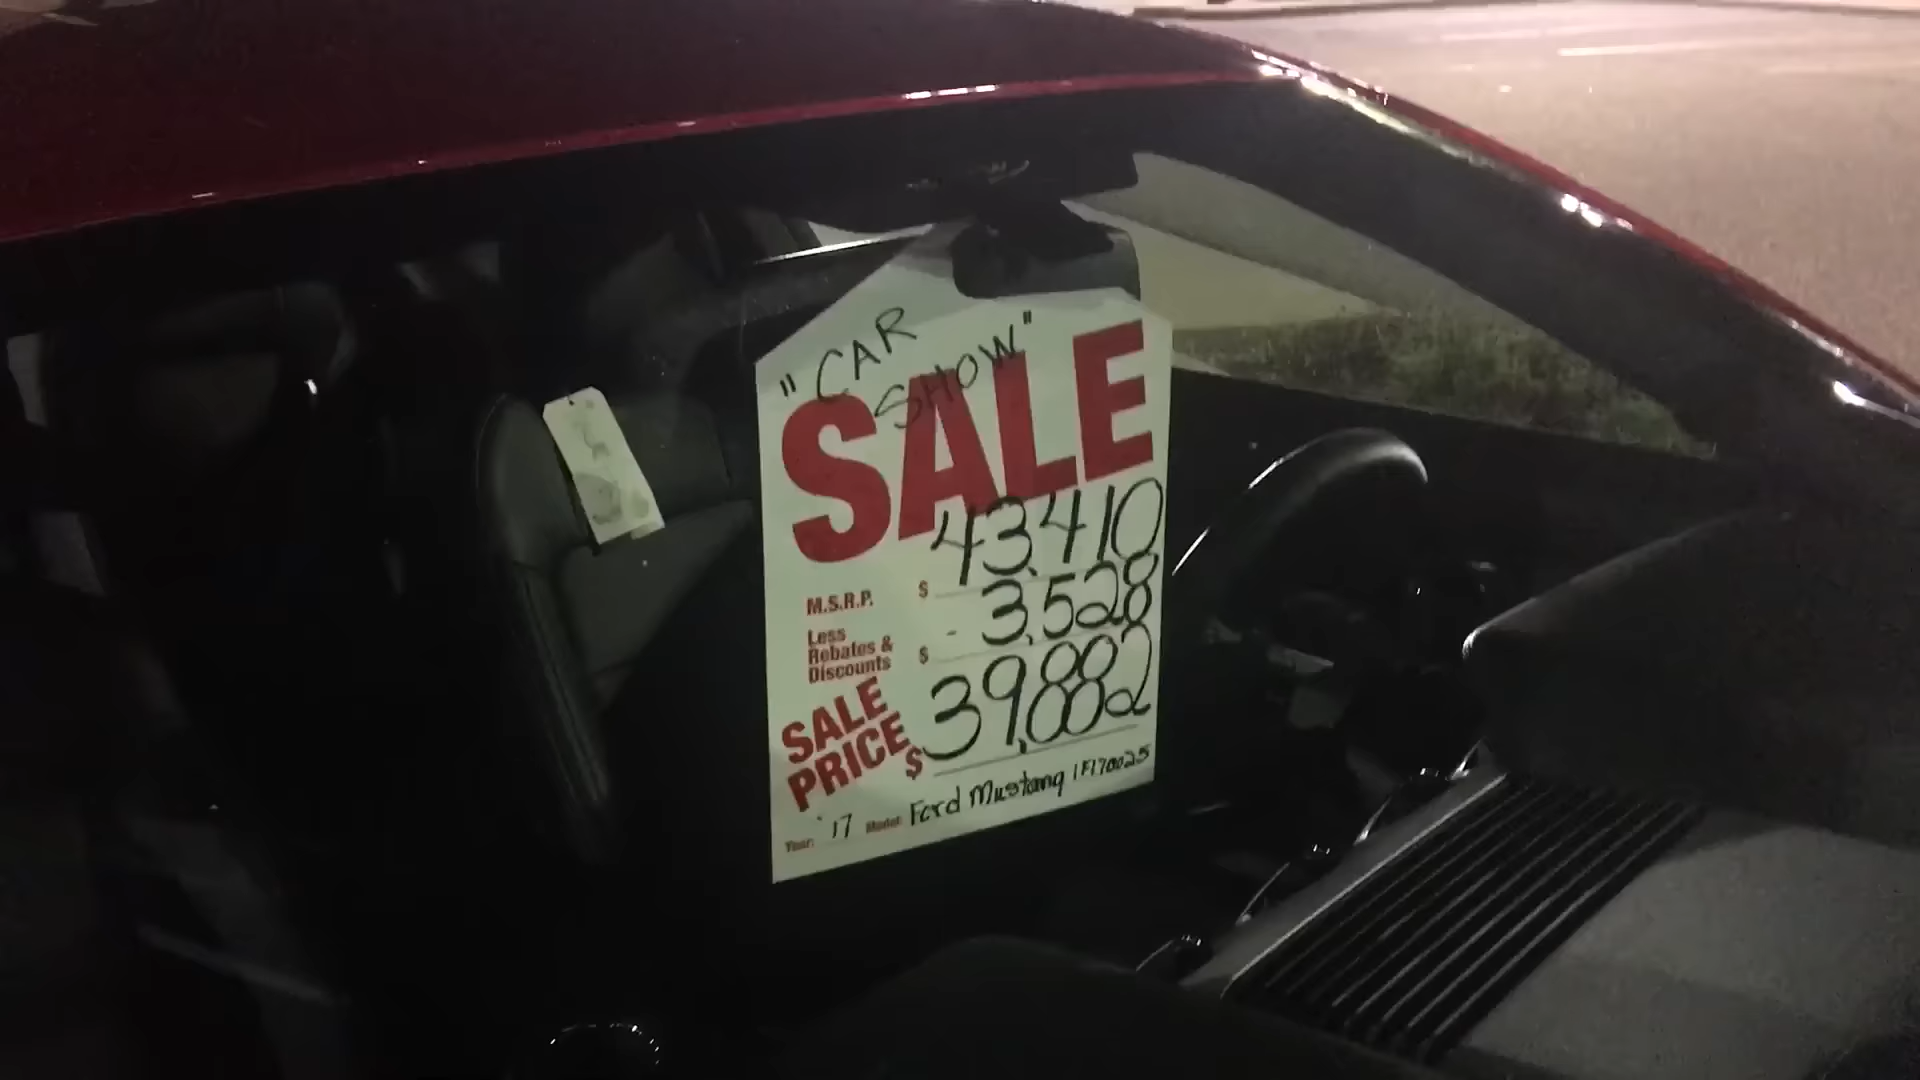 "CAR
SHOW"
SALE
M.S.R.P. $ 43,410
Less
Rebates &
Discounts $ - 3,528
SALE
PRICE $ 39,882
Year: '17 Model: Ford Mustang 1F170025